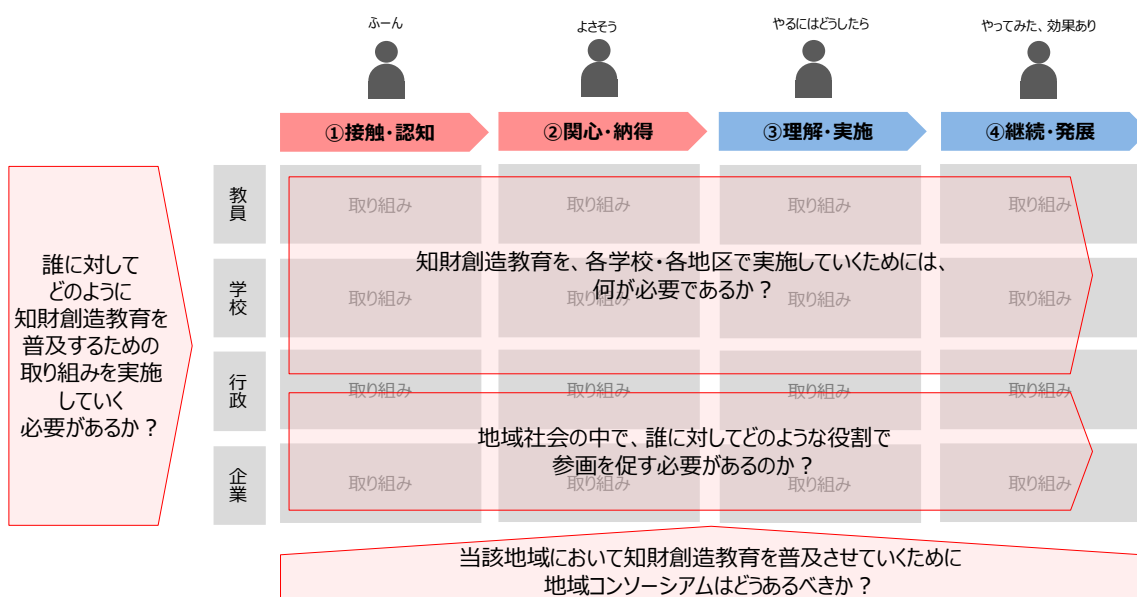 ふーん
よさそう
やるにはどうしたら
やってみた、効果あり
①接触・認知
②関心・納得
③理解・実施
④継続・発展
誰に対して
どのように
知財創造教育を
普及するための
取り組みを実施
していく
必要があるか？
教員
取り組み
取り組み
取り組み
取り組み
知財創造教育を、各学校・各地区で実施していくためには、
何が必要であるか？
学校
取り組み
取り組み
取り組み
取り組み
行政
取り組み
取り組み
取り組み
取り組み
地域社会の中で、誰に対してどのような役割で
参画を促す必要があるのか？
企業
取り組み
取り組み
取り組み
取り組み
当該地域において知財創造教育を普及させていくために
地域コンソーシアムはどうあるべきか？